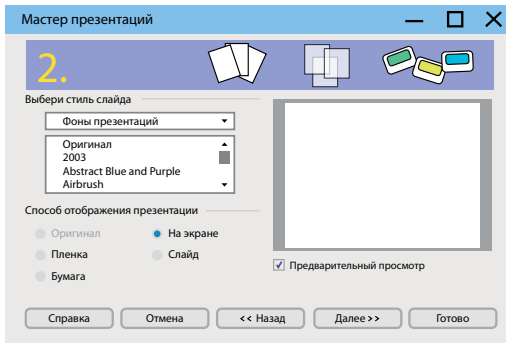 Мастер презентаций
2.
Выбери стиль слайда
Фоны презентаций
Оригинал
2003
Abstract Blue and Purple
Airbrush
Способ отображения презентации
Оригинал
На экране
Пленка
Слайд
Бумага
Предварительный просмотр
Справка
Отмена
<< Назад
Далее >>
Готово